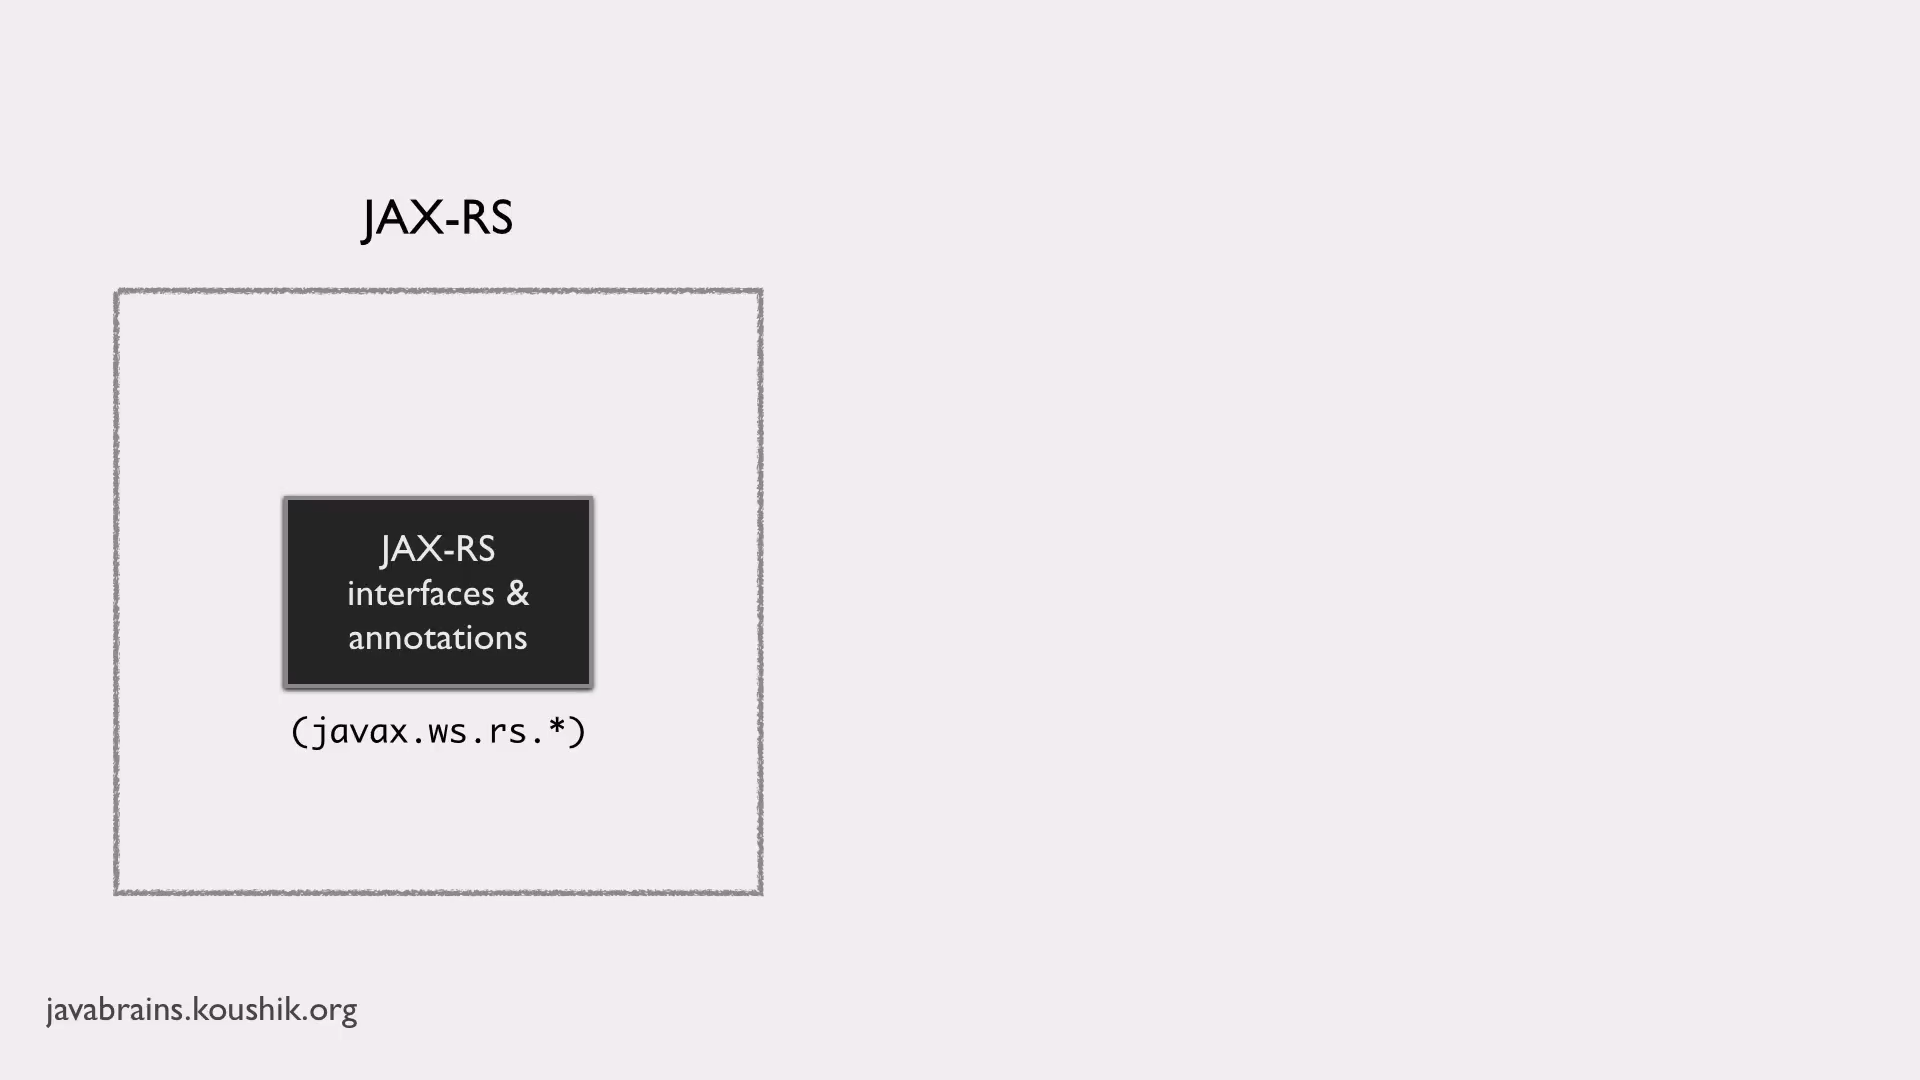 JAX-RS
JAX-RS
interfaces &
annotations
(javax.ws.rs.*)
javabrains.koushik.org